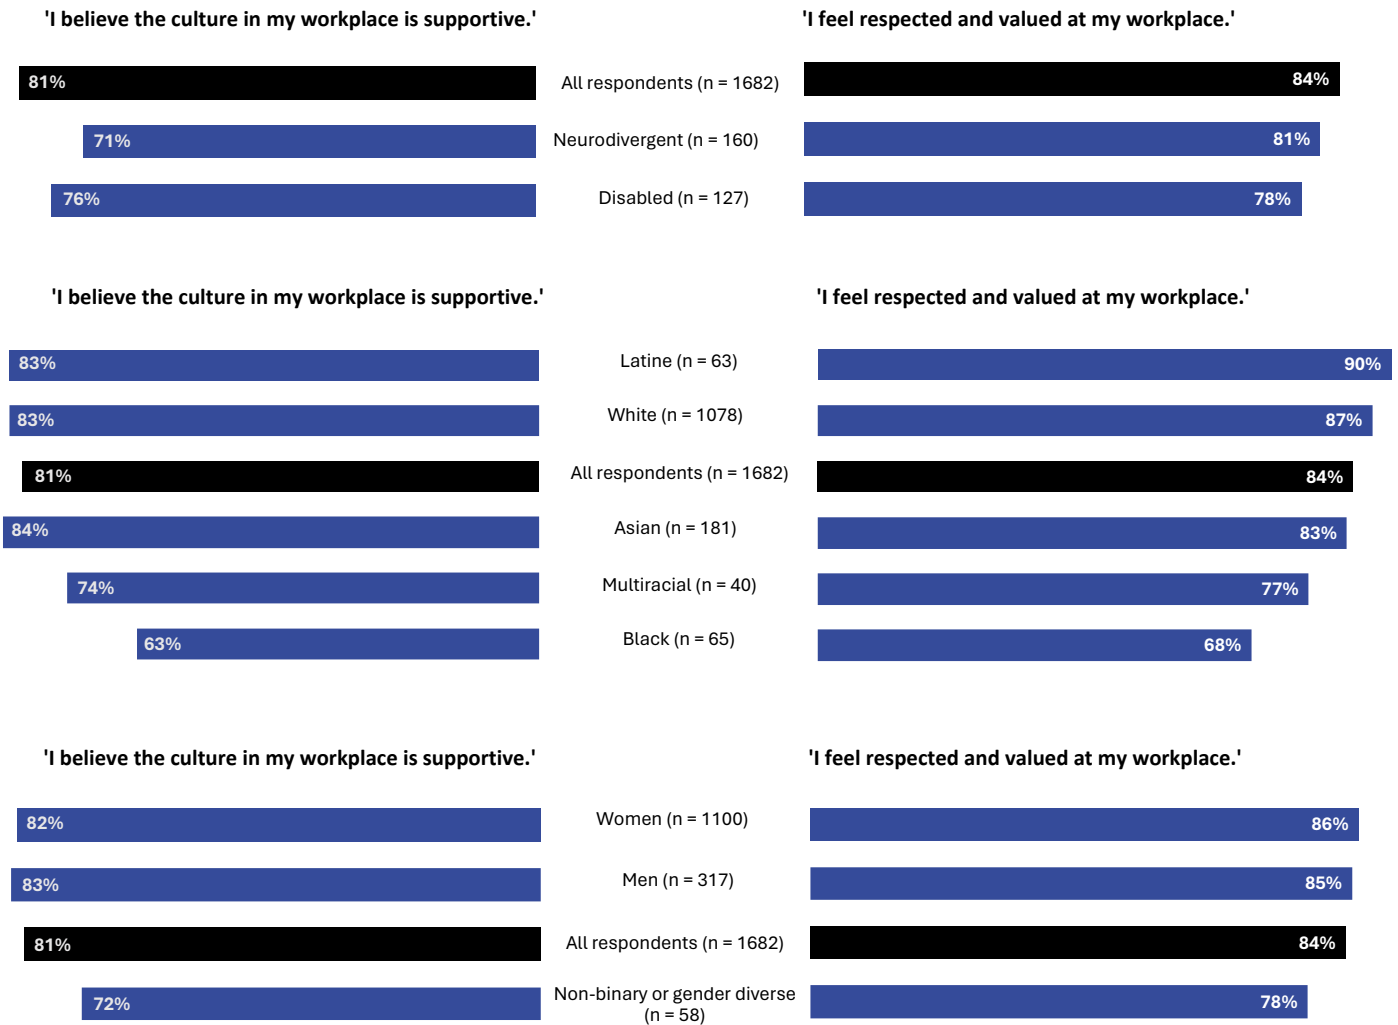 'I believe the culture in my workplace is supportive.' 'I feel respected and valued at my workplace.'
81% All respondents (n = 1682) 84%
71% Neurodivergent (n = 160) 81%
76% Disabled (n = 127) 78%
'I believe the culture in my workplace is supportive.' 'I feel respected and valued at my workplace.'
83% Latine (n = 63) 90%
83% White (n = 1078) 87%
81% All respondents (n = 1682) 84%
84% Asian (n = 181) 83%
74% Multiracial (n = 40) 77%
63% Black (n = 65) 68%
'I believe the culture in my workplace is supportive.' 'I feel respected and valued at my workplace.'
82% Women (n = 1100) 86%
83% Men (n = 317) 85%
81% All respondents (n = 1682) 84%
72% Non-binary or gender diverse 78%
(n = 58)